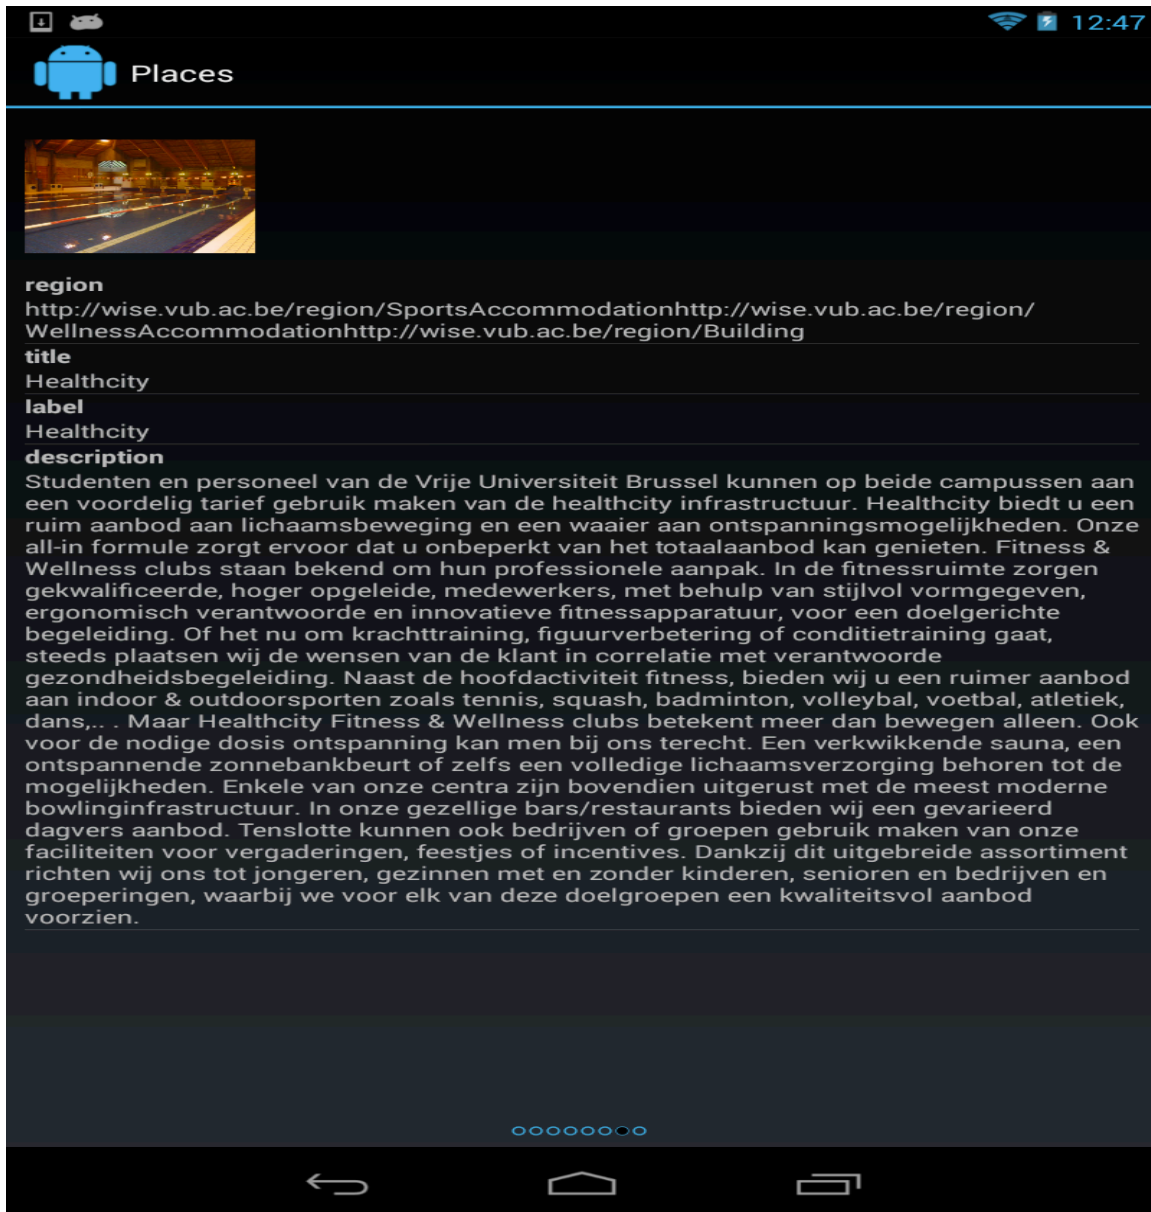 12:47
Places
region
http://wise.vub.ac.be/region/SportsAccommodationhttp://wise.vub.ac.be/region/
WellnessAccommodationhttp://wise.vub.ac.be/region/Building
title
Healthcity
label
Healthcity
description
Studenten en personeel van de Vrije Universiteit Brussel kunnen op beide campussen aan
een voordelig tarief gebruik maken van de healthcity infrastructuur. Healthcity biedt u een
ruim aanbod aan lichaamsbeweging en een waaier aan ontspanningsmogelijkheden. Onze
all-in formule zorgt ervoor dat u onbeperkt van het totaalaanbod kan genieten. Fitness &
Wellness clubs staan bekend om hun professionele aanpak. In de fitnessruimte zorgen
gekwalificeerde, hoger opgeleide, medewerkers, met behulp van stijlvol vormgegeven,
ergonomisch verantwoorde en innovatieve fitnessapparatuur, voor een doelgerichte
begeleiding. Of het nu om krachttraining, figuurverbetering of conditietraining gaat,
steeds plaatsen wij de wensen van de klant in correlatie met verantwoorde
gezondheidsbegeleiding. Naast de hoofdactiviteit fitness, bieden wij u een ruimer aanbod
aan indoor & outdoorsporten zoals tennis, squash, badminton, volleybal, voetbal, atletiek,
dans,.. . Maar Healthcity Fitness & Wellness clubs betekent meer dan bewegen alleen. Ook
voor de nodige dosis ontspanning kan men bij ons terecht. Een verkwikkende sauna, een
ontspannende zonnebankbeurt of zelfs een volledige lichaamsverzorging behoren tot de
mogelijkheden. Enkele van onze centra zijn bovendien uitgerust met de meest moderne
bowlinginfrastructuur. In onze gezellige bars/restaurants bieden wij een gevarieerd
dagvers aanbod. Tenslotte kunnen ook bedrijven of groepen gebruik maken van onze
faciliteiten voor vergaderingen, feestjes of incentives. Dankzij dit uitgebreide assortiment
richten wij ons tot jongeren, gezinnen met en zonder kinderen, senioren en bedrijven en
groeperingen, waarbij we voor elk van deze doelgroepen een kwaliteitsvol aanbod
voorzien.